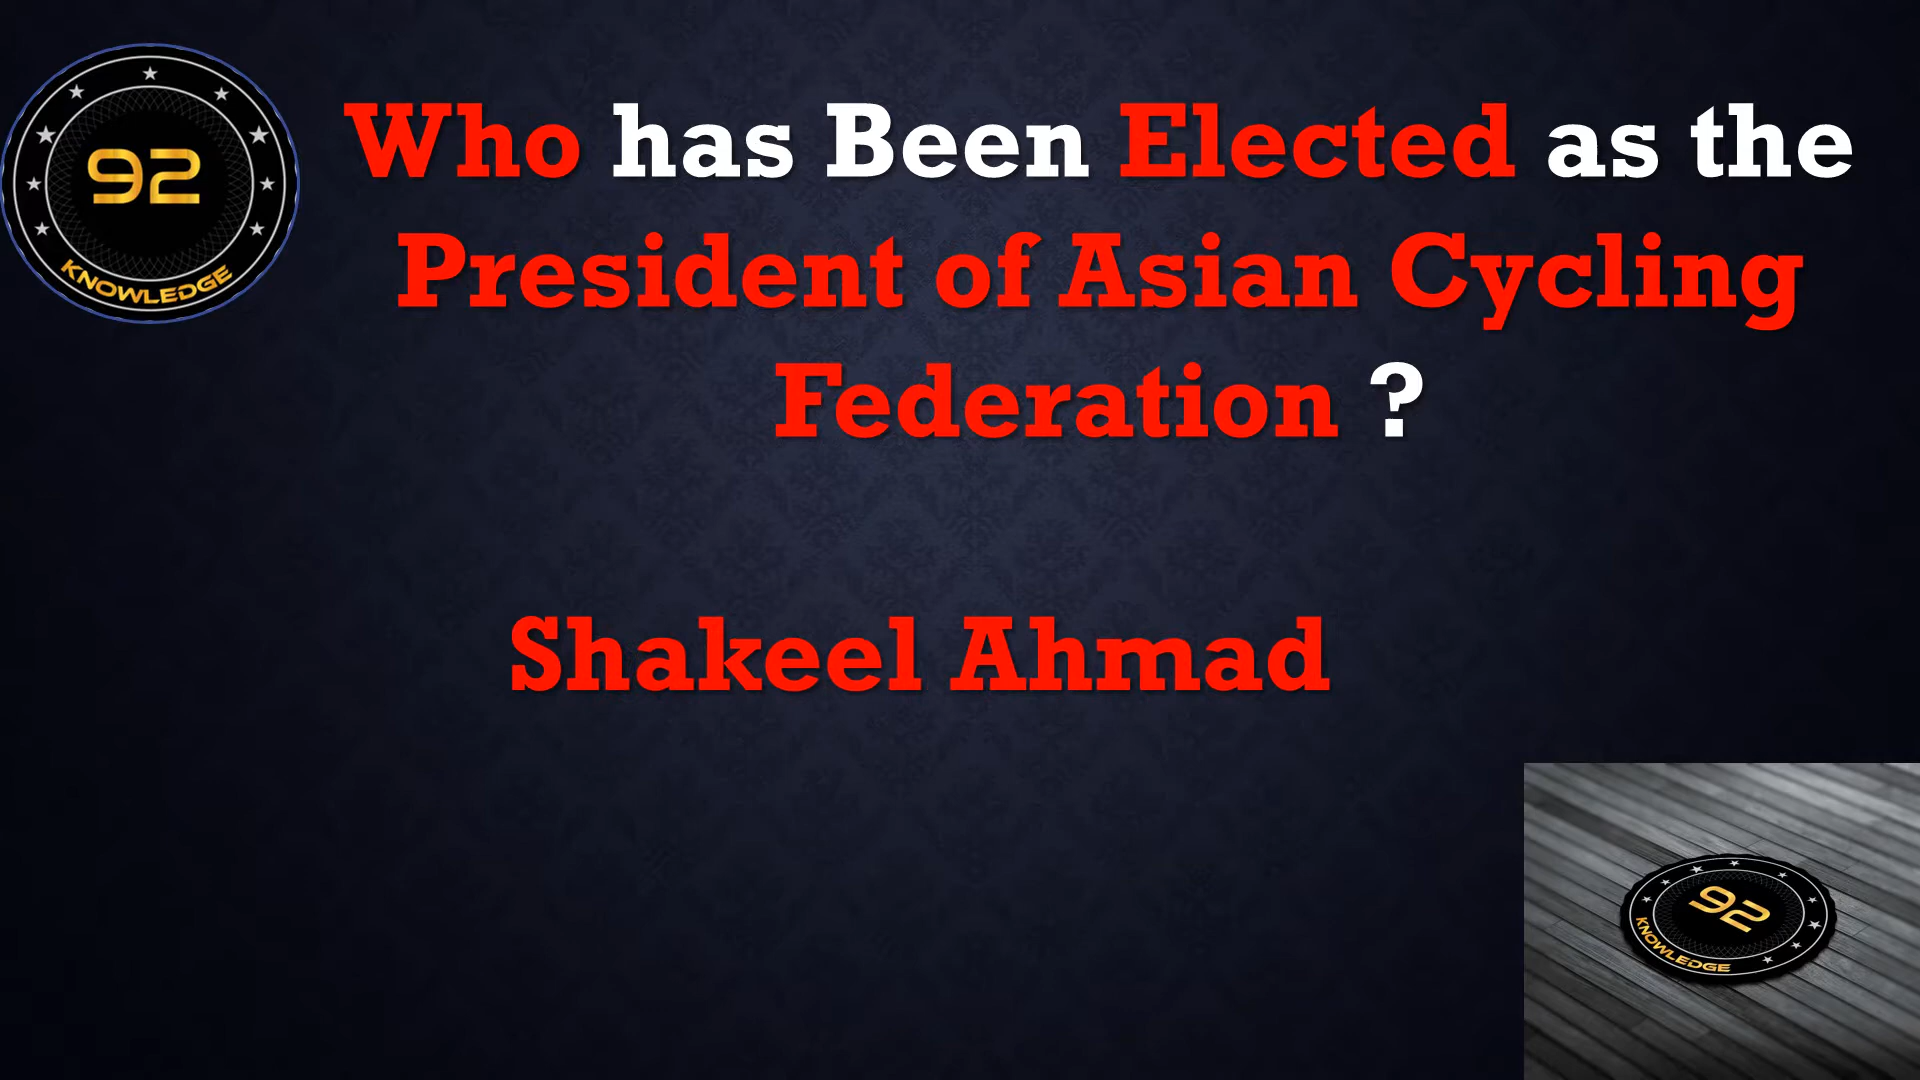 92
KNOWLEDGE
Who has Been Elected as the
President of Asian Cycling
Federation ?
Shakeel Ahmad
92
KNOWLEDGE